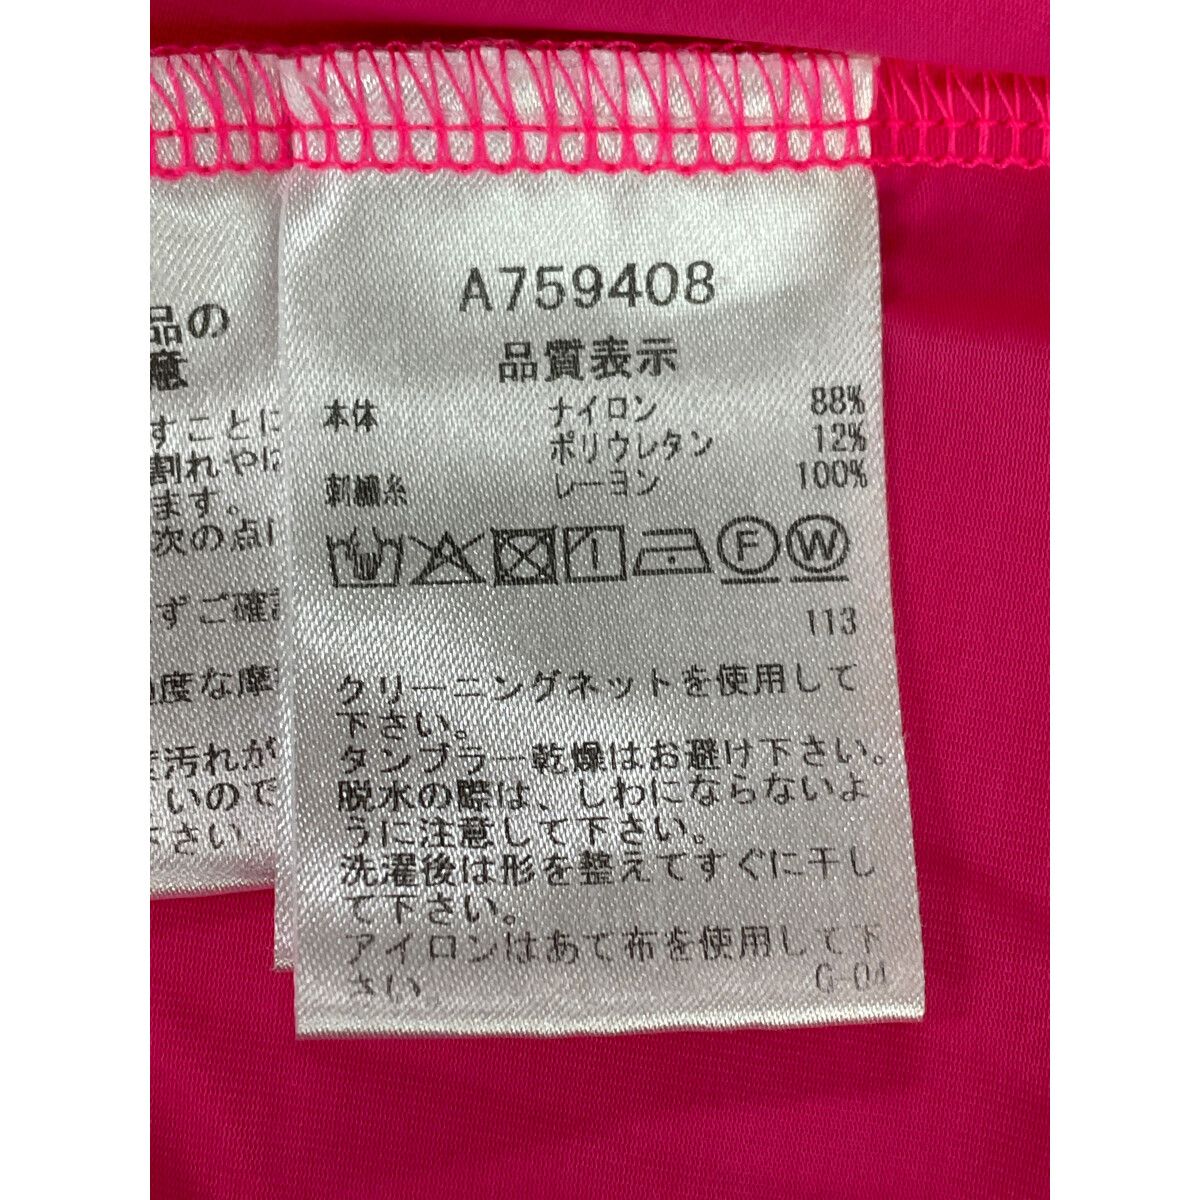 A759408
品質表示
本体 ナイロン 88%
ポリウレタン 12%
刺繍糸 レーヨン 100%
F W
113
クリーニングネットを使用して
下さい。
タンブラー乾燥はお避け下さい。
脱水の際は、しわにならないよ
うに注意して下さい。
洗濯後は形を整えてすぐに干し
て下さい。
アイロンはあて布を使用して下
さい。
G-04
品の
意
すことに
割れやに
ます。
次の点に
ずご確認
度な摩
汚れが
いので
下さい。